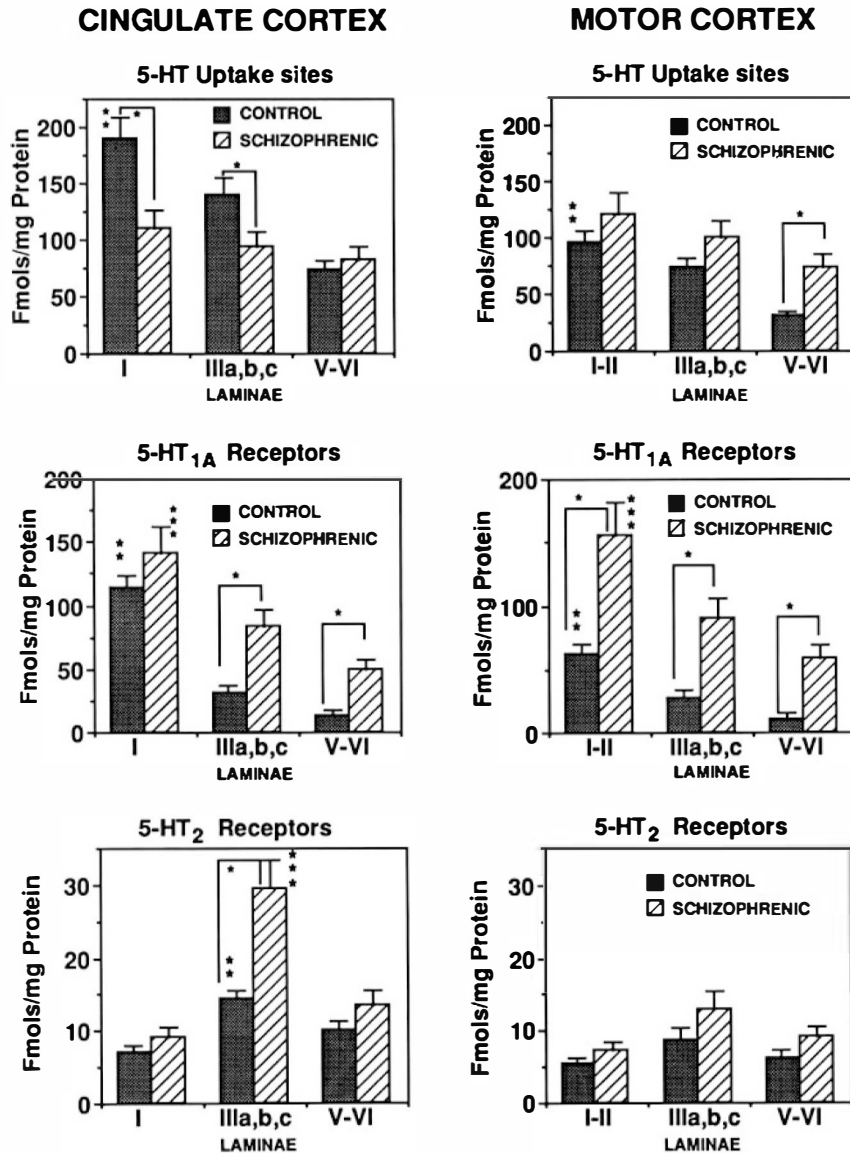 CINGULATE CORTEX
MOTOR CORTEX
5-HT Uptake sites
Fmols/mg Protein
200
150
100
50
0
CONTROL
SCHIZOPHRENIC
**
*
*
I IIIa,b,c V-VI
LAMINAE
5-HT Uptake sites
Fmols/mg Protein
200
150
100
50
0
CONTROL
SCHIZOPHRENIC
**
*
I-II IIIa,b,c V-VI
LAMINAE
5-HT1A Receptors
Fmols/mg Protein
200
150
100
50
0
CONTROL
SCHIZOPHRENIC
**
***
*
*
I IIIa,b,c V-VI
LAMINAE
5-HT1A Receptors
Fmols/mg Protein
200
100
0
CONTROL
SCHIZOPHRENIC
*
***
**
*
*
I-II IIIa,b,c V-VI
LAMINAE
5-HT2 Receptors
Fmols/mg Protein
30
20
10
0
*
***
**
I IIIa,b,c V-VI
LAMINAE
5-HT2 Receptors
Fmols/mg Protein
30
20
10
0
CONTROL
SCHIZOPHRENIC
I-II IIIa,b,c V-VI
LAMINAE